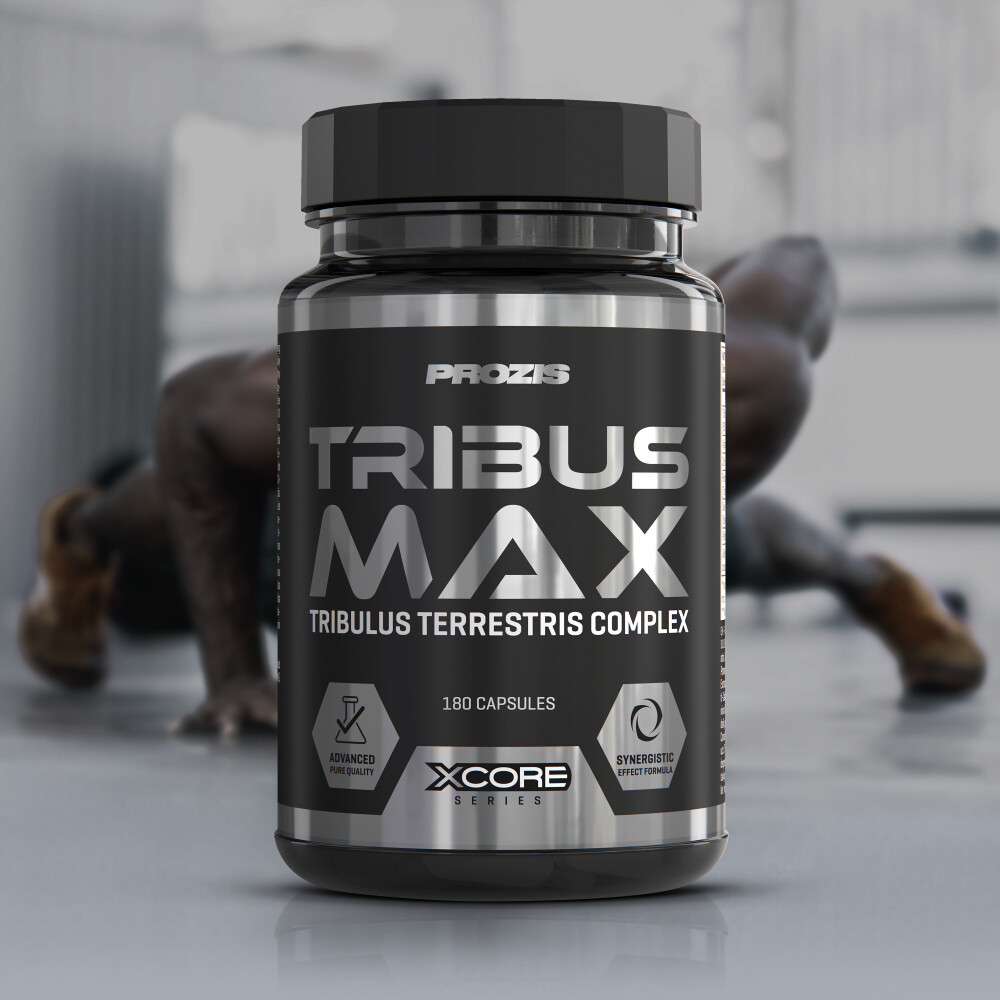 PROZIS
TRIBUS
MAX
TRIBULUS TERRESTRIS COMPLEX
180 CAPSULES
ADVANCED
PURE QUALITY
SYNERGISTIC
EFFECT FORMULA
XCORE
SERIES